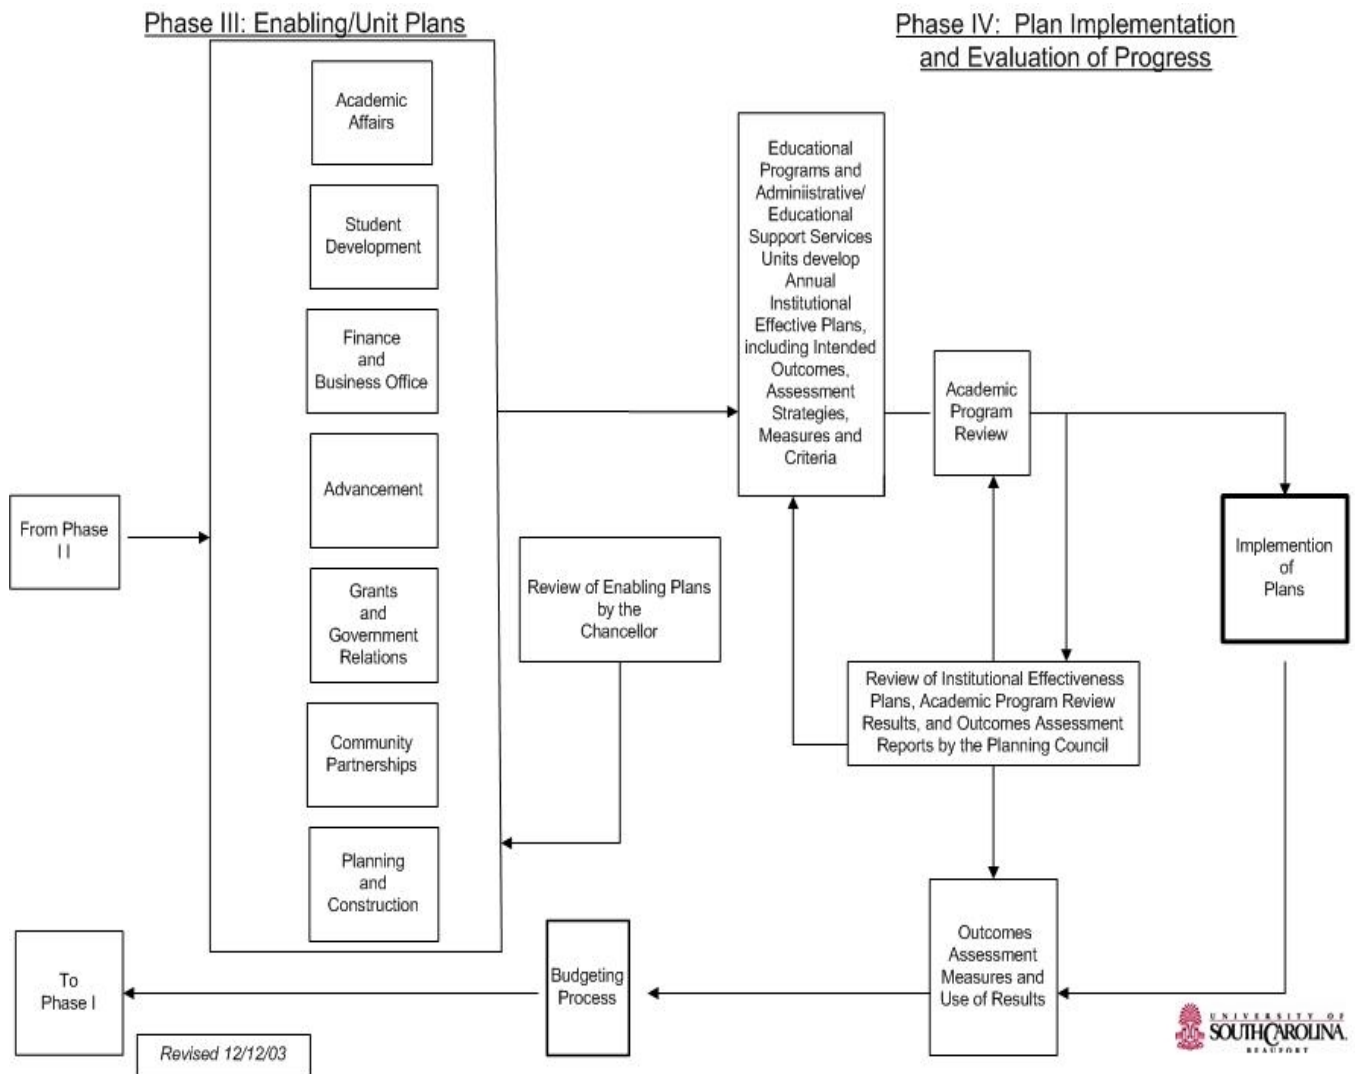 Phase III: Enabling/Unit Plans
Phase IV:  Plan Implementation
and Evaluation of Progress
Academic
Affairs
Student
Development
Finance
and
Business Office
Advancement
Grants
and
Government
Relations
Community
Partnerships
Planning
and
Construction
From Phase
I I
Review of Enabling Plans
by the
Chancellor
Educational
Programs and
Adminiistrative/
Educational
Support Services
Units develop
Annual
Institutional
Effective Plans,
including Intended
Outcomes,
Assessment
Strategies,
Measures and
Criteria
Academic
Program
Review
Implemention
of
Plans
Review of Institutional Effectiveness
Plans, Academic Program Review
Results, and Outcomes Assessment
Reports by the Planning Council
Outcomes
Assessment
Measures and
Use of Results
Budgeting
Process
To
Phase I
Revised 12/12/03
UNIVERSITY OF
SOUTH CAROLINA
BEAUFORT